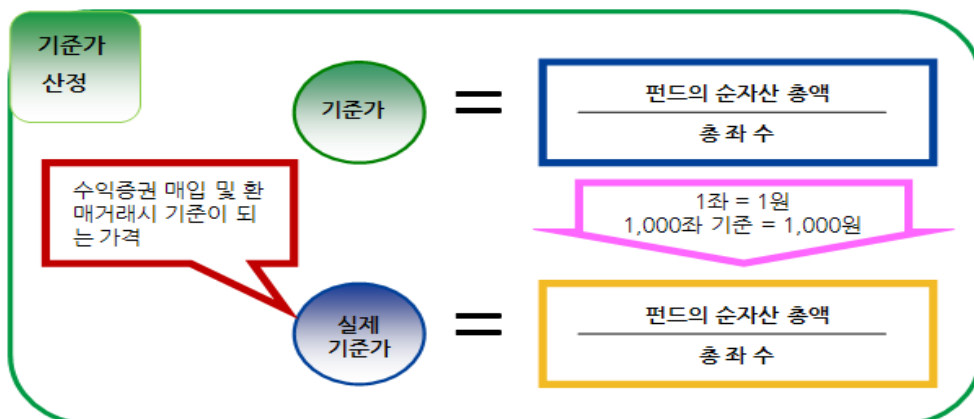 기준가
산정
기준가
=
펀드의 순자산 총액
총 좌 수
수익증권 매입 및 환
매거래시 기준이 되
는 가격
1좌 = 1원
1,000좌 기준 = 1,000원
실제
기준가
=
펀드의 순자산 총액
총 좌 수